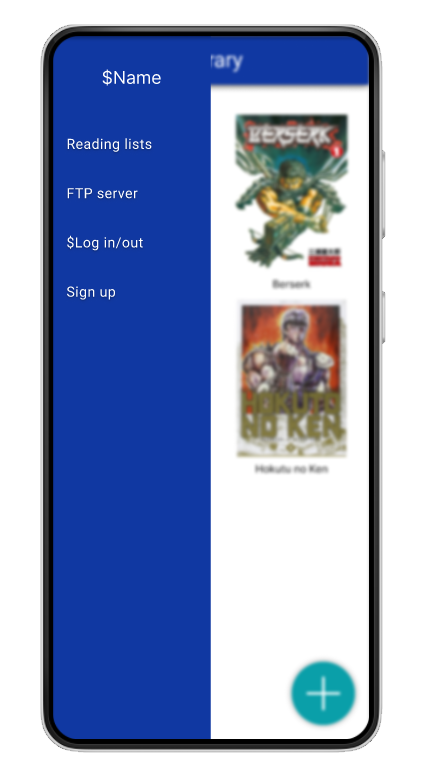 $Name
rary
Reading lists
FTP server
$Log in/out
Sign up
BERSERK
1
Berserk
HOKUTO
NO KEN
Hokutu no Ken